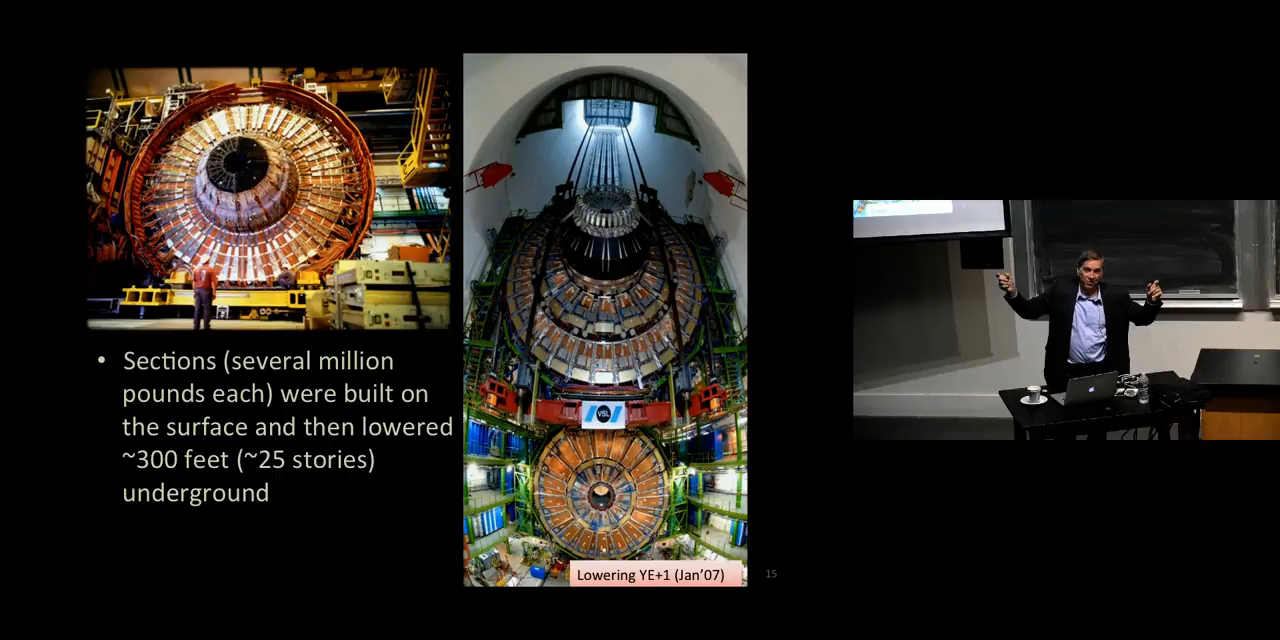 • Sections (several million
pounds each) were built on
the surface and then lowered
~300 feet (~25 stories)
underground
VSL
Lowering YE+1 (Jan’07)
15